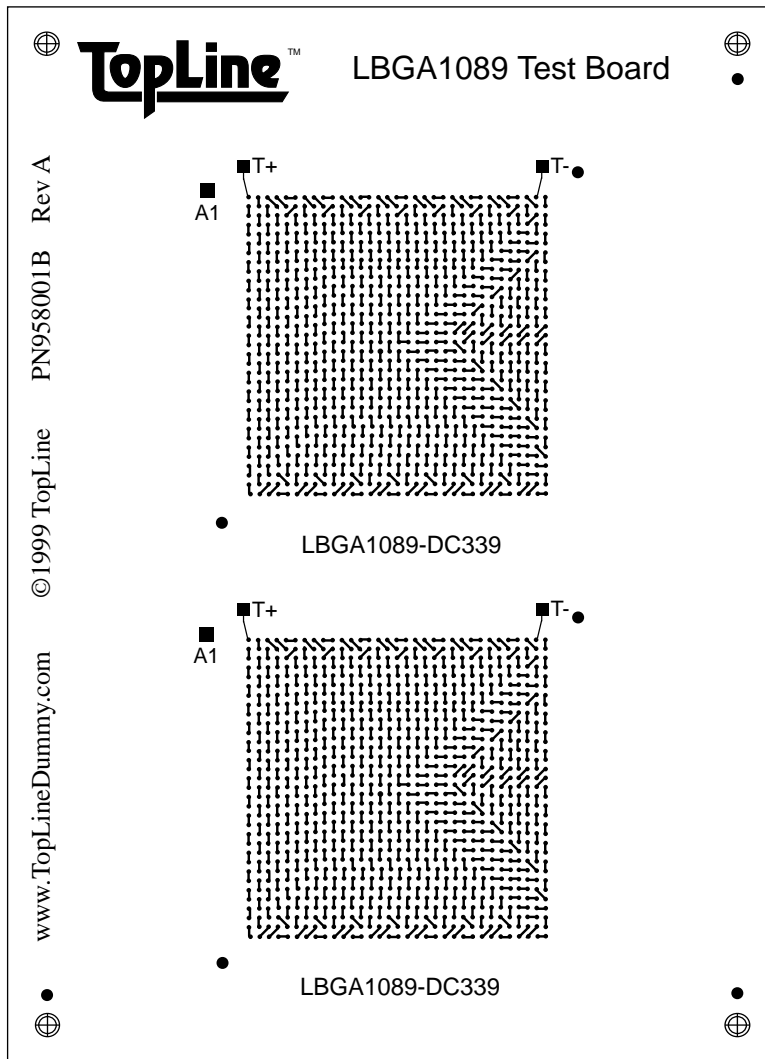 TopLine™
LBGA1089 Test Board
T+
T-
A1
LBGA1089-DC339
T+
T-
A1
LBGA1089-DC339
www.TopLineDummy.com ©1999 TopLine PN958001B Rev A